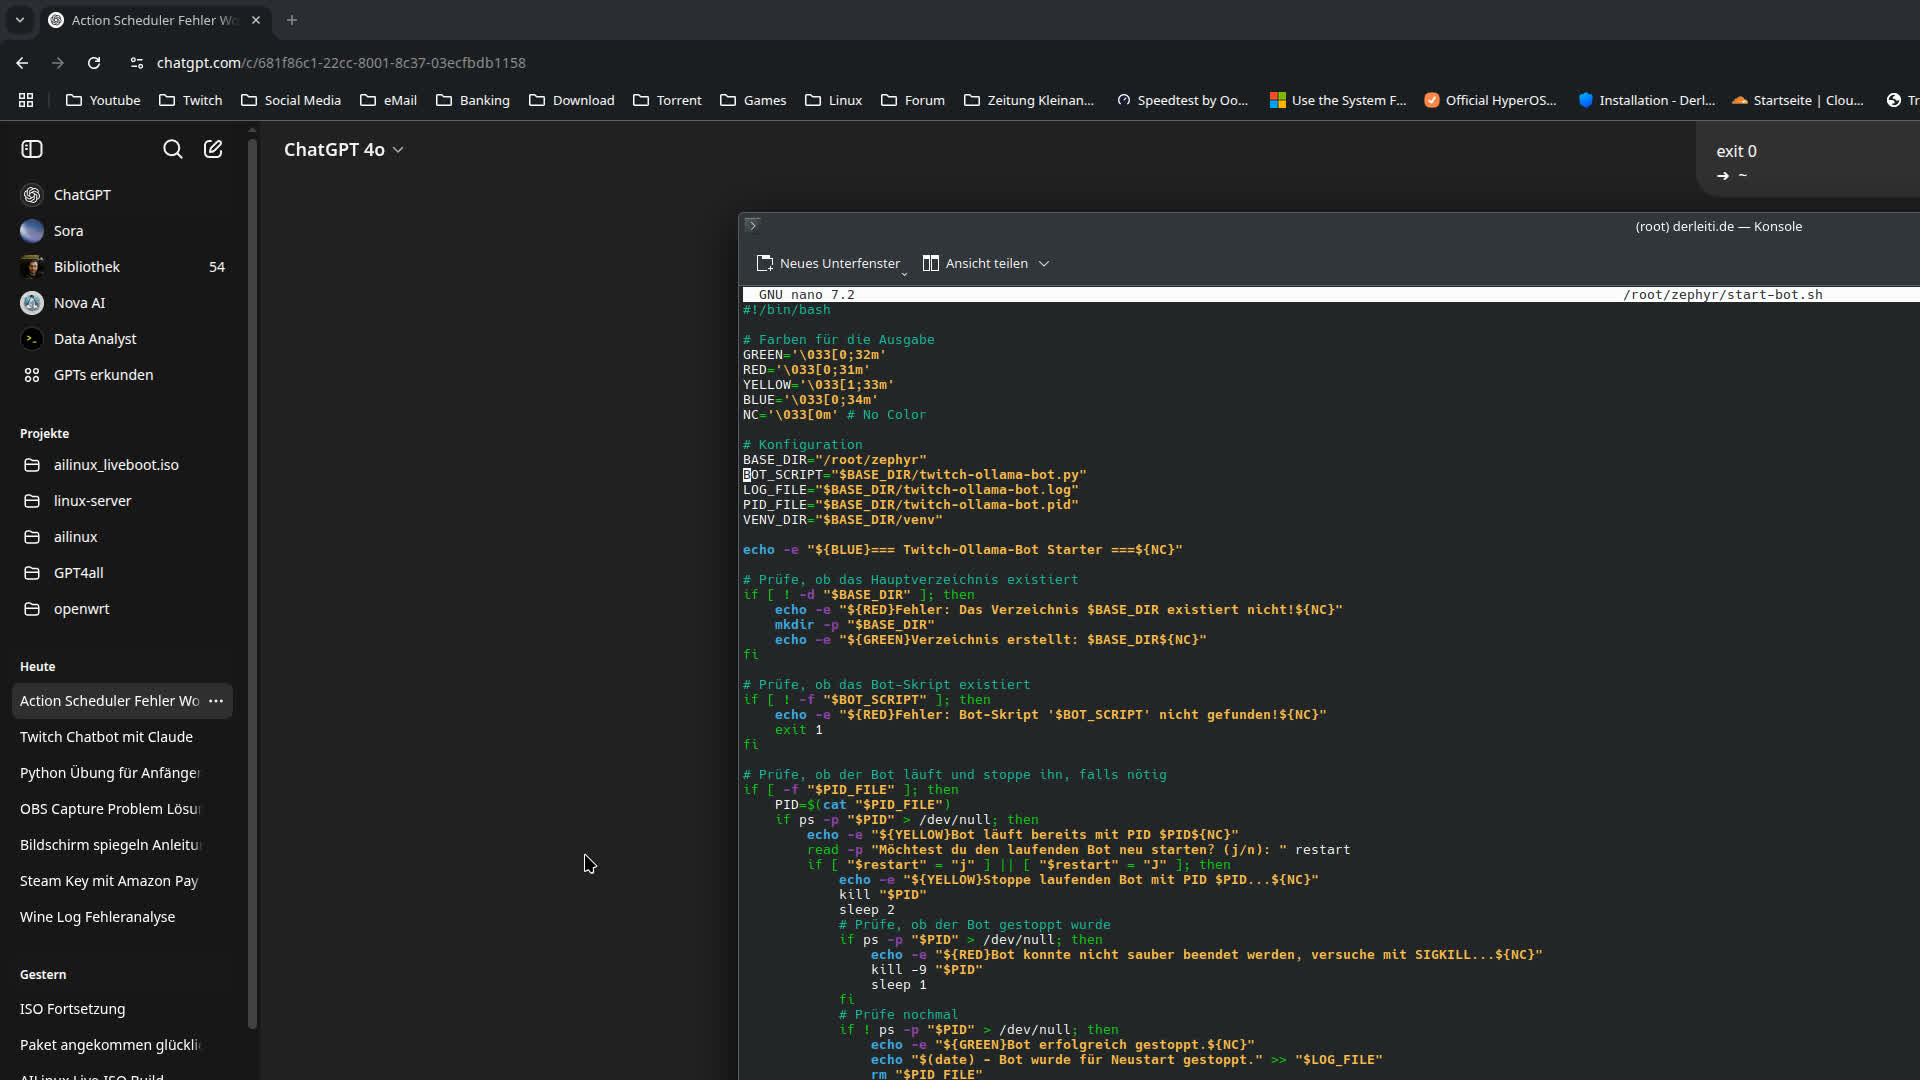 Action Scheduler Fehler Wo
chatgpt.com/c/681f86c1-22cc-8001-8c37-03ecfbdb1158
Youtube Twitch Social Media eMail Banking Download Torrent Games Linux Forum Zeitung Kleinan... Speedtest by Oo... Use the System F... Official HyperOS... Installation - Derl... Startseite | Clou... Tr
ChatGPT 4o
exit 0
➜ ~
ChatGPT
Sora
Bibliothek 54
Nova AI
Data Analyst
GPTs erkunden
Projekte
ailinux_liveboot.iso
linux-server
ailinux
GPT4all
openwrt
Heute
Action Scheduler Fehler Wo
Twitch Chatbot mit Claude
Python Übung für Anfänger
OBS Capture Problem Lösu
Bildschirm spiegeln Anleitu
Steam Key mit Amazon Pay
Wine Log Fehleranalyse
Gestern
ISO Fortsetzung
Paket angekommen glückli
AILinux Live ISO Build
(root) derleiti.de — Konsole
Neues Unterfenster Ansicht teilen
GNU nano 7.2 /root/zephyr/start-bot.sh
#!/bin/bash
# Farben für die Ausgabe
GREEN='\033[0;32m'
RED='\033[0;31m'
YELLOW='\033[1;33m'
BLUE='\033[0;34m'
NC='\033[0m' # No Color
# Konfiguration
BASE_DIR="/root/zephyr"
BOT_SCRIPT="$BASE_DIR/twitch-ollama-bot.py"
LOG_FILE="$BASE_DIR/twitch-ollama-bot.log"
PID_FILE="$BASE_DIR/twitch-ollama-bot.pid"
VENV_DIR="$BASE_DIR/venv"
echo -e "${BLUE}=== Twitch-Ollama-Bot Starter ===${NC}"
# Prüfe, ob das Hauptverzeichnis existiert
if [ ! -d "$BASE_DIR" ]; then
    echo -e "${RED}Fehler: Das Verzeichnis $BASE_DIR existiert nicht!${NC}"
    mkdir -p "$BASE_DIR"
    echo -e "${GREEN}Verzeichnis erstellt: $BASE_DIR${NC}"
fi
# Prüfe, ob das Bot-Skript existiert
if [ ! -f "$BOT_SCRIPT" ]; then
    echo -e "${RED}Fehler: Bot-Skript '$BOT_SCRIPT' nicht gefunden!${NC}"
    exit 1
fi
# Prüfe, ob der Bot läuft und stoppe ihn, falls nötig
if [ -f "$PID_FILE" ]; then
    PID=$(cat "$PID_FILE")
    if ps -p "$PID" > /dev/null; then
        echo -e "${YELLOW}Bot läuft bereits mit PID $PID${NC}"
        read -p "Möchtest du den laufenden Bot neu starten? (j/n): " restart
        if [ "$restart" = "j" ] || [ "$restart" = "J" ]; then
            echo -e "${YELLOW}Stoppe laufenden Bot mit PID $PID...${NC}"
            kill "$PID"
            sleep 2
            # Prüfe, ob der Bot gestoppt wurde
            if ps -p "$PID" > /dev/null; then
                echo -e "${RED}Bot konnte nicht sauber beendet werden, versuche mit SIGKILL...${NC}"
                kill -9 "$PID"
                sleep 1
            fi
            # Prüfe nochmal
            if ! ps -p "$PID" > /dev/null; then
                echo -e "${GREEN}Bot erfolgreich gestoppt.${NC}"
                echo "$(date) - Bot wurde für Neustart gestoppt." >> "$LOG_FILE"
                rm "$PID_FILE"